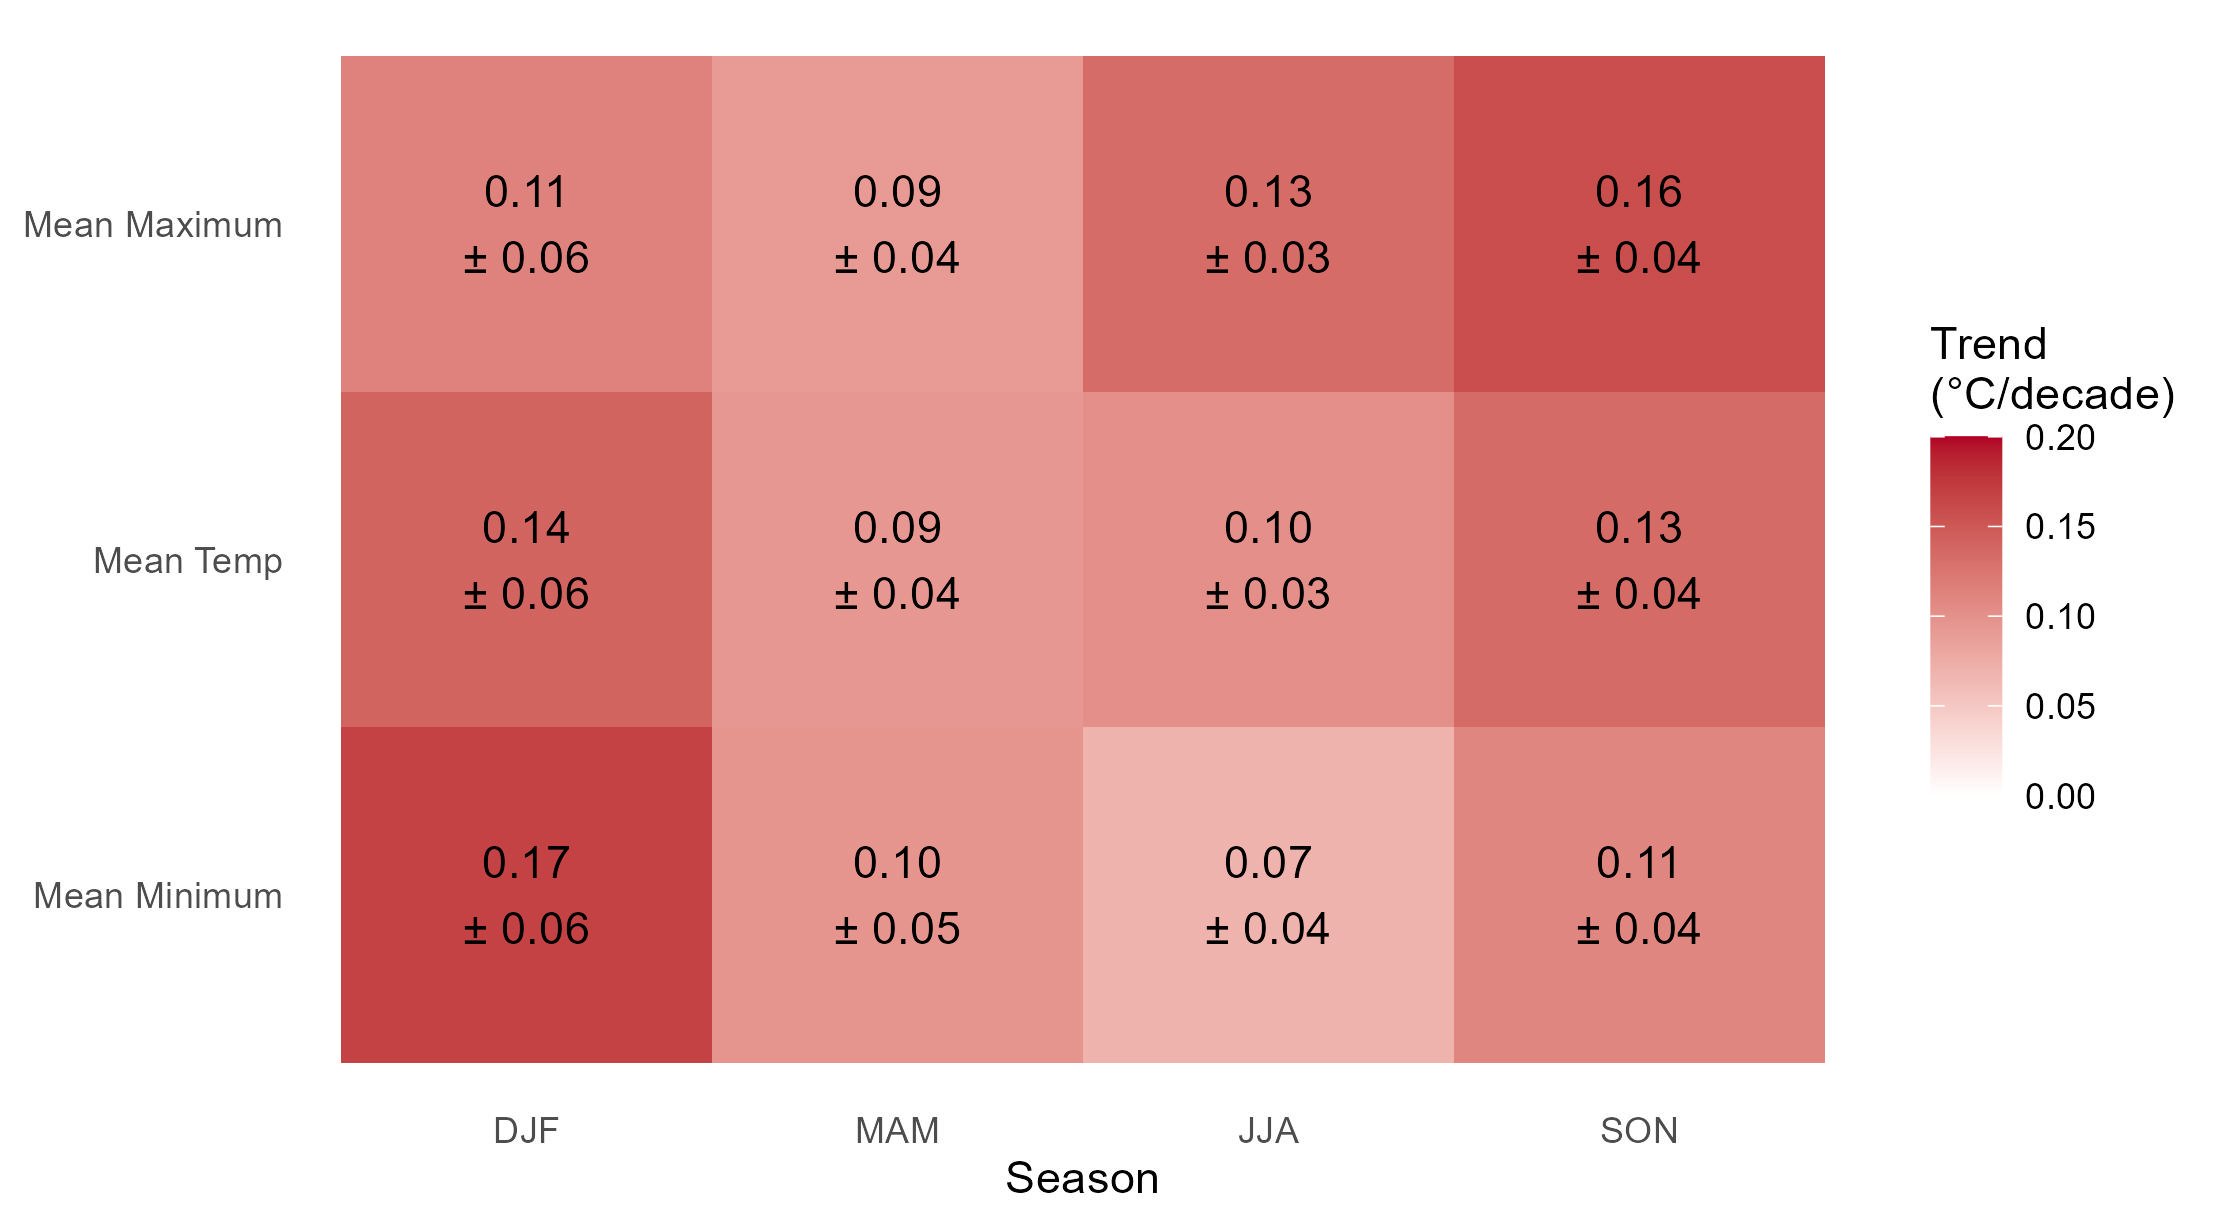 Mean Maximum
0.11
± 0.06
0.09
± 0.04
0.13
± 0.03
0.16
± 0.04
Mean Temp
0.14
± 0.06
0.09
± 0.04
0.10
± 0.03
0.13
± 0.04
Mean Minimum
0.17
± 0.06
0.10
± 0.05
0.07
± 0.04
0.11
± 0.04
DJF
MAM
JJA
SON
Season
Trend
(°C/decade)
0.20
0.15
0.10
0.05
0.00